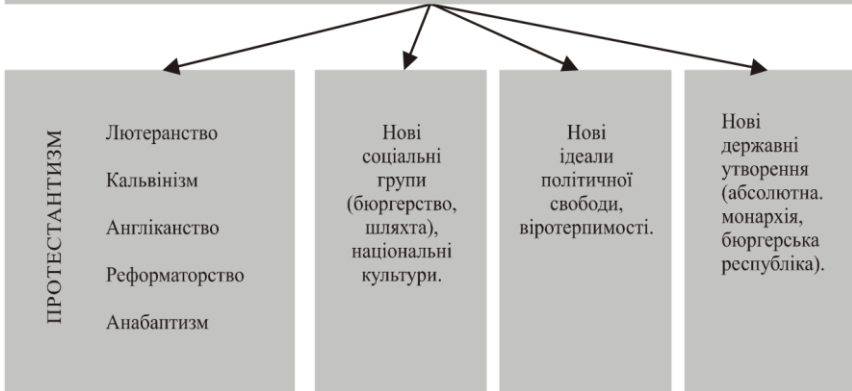 ПРОТЕСТАНТИЗМ
Лютеранство
Кальвінізм
Англіканство
Реформаторство
Анабаптизм
Нові
соціальні
групи
(бюргерство,
шляхта),
національні
культури.
Нові
ідеали
політичної
свободи,
віротерпимості.
Нові
державні
утворення
(абсолютна.
монархія,
бюргерська
республіка).